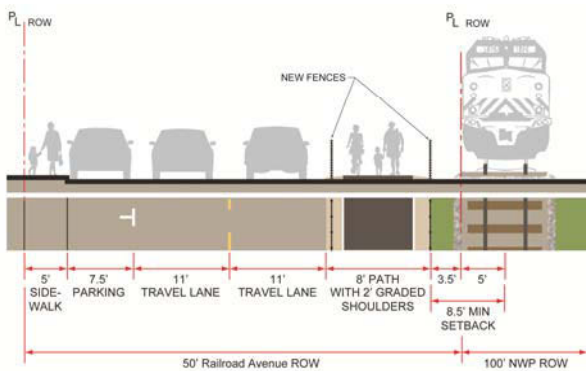 PL ROW
PL ROW
NEW FENCES
5'
SIDE-
WALK
7.5'
PARKING
11'
TRAVEL LANE
11'
TRAVEL LANE
8' PATH
WITH 2' GRADED
SHOULDERS
3.5'
5'
8.5' MIN
SETBACK
50' Railroad Avenue ROW
100' NWP ROW